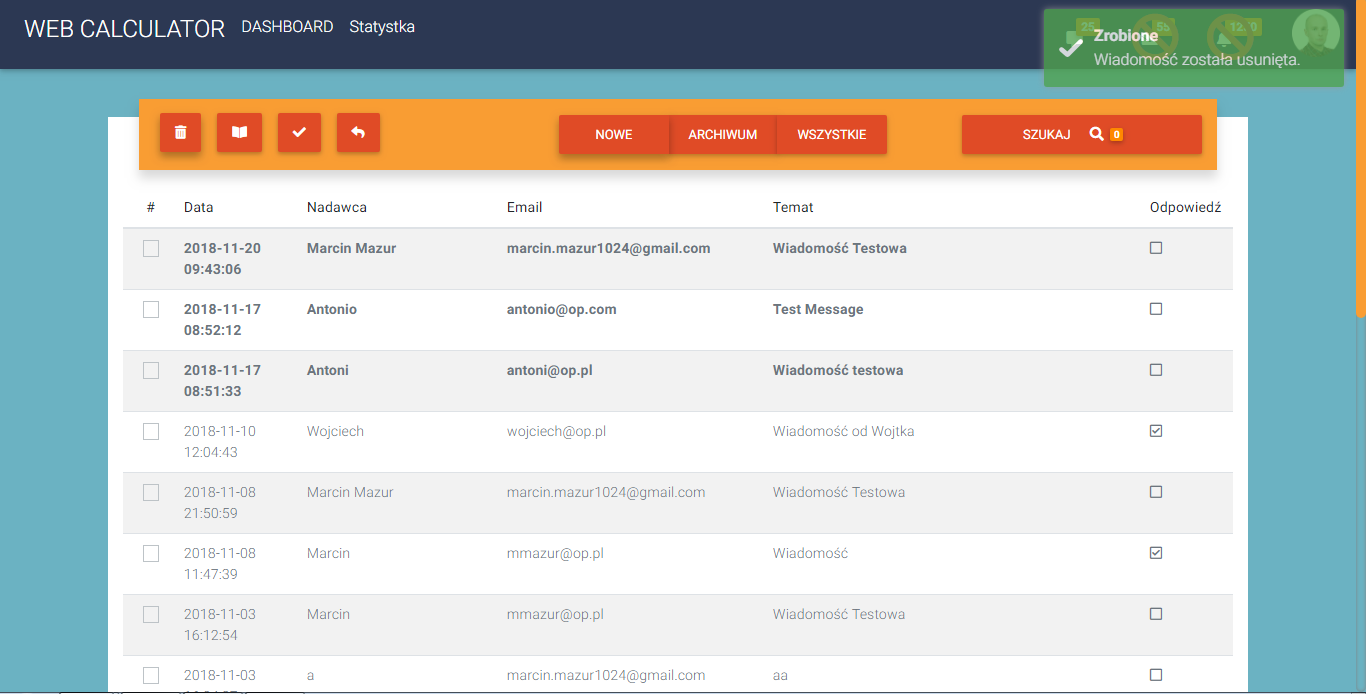 WEB CALCULATOR DASHBOARD Statystka
25 55 1230
Zrobione
Wiadomość została usunięta.
NOWE ARCHIWUM WSZYSTKIE SZUKAJ 0
# Data Nadawca Email Temat Odpowiedź
2018-11-20 Marcin Mazur marcin.mazur1024@gmail.com Wiadomość Testowa
09:43:06
2018-11-17 Antonio antonio@op.com Test Message
08:52:12
2018-11-17 Antoni antoni@op.pl Wiadomość testowa
08:51:33
2018-11-10 Wojciech wojciech@op.pl Wiadomość od Wojtka
12:04:43
2018-11-08 Marcin Mazur marcin.mazur1024@gmail.com Wiadomość Testowa
21:50:59
2018-11-08 Marcin mmazur@op.pl Wiadomość
11:47:39
2018-11-03 Marcin mmazur@op.pl Wiadomość Testowa
16:12:54
2018-11-03 a marcin.mazur1024@gmail.com aa